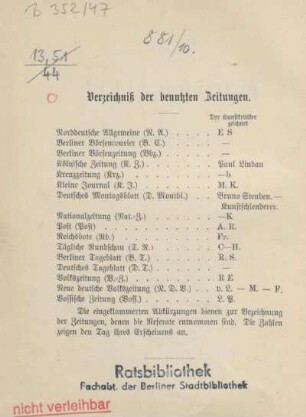 B 352/47
881/10.
13,51
44
Verzeichniß der benutzten Zeitungen.
Der Kunstkritiker
zeichnet
Norddeutsche Allgemeine (N. A.) . . . . . E S
Berliner Börsencourier (B. C.) . . . . . —
Berliner Börsenzeitung (Bbz.) . . . . . —
Kölnische Zeitung (K. Z.) . . . . . Paul Lindau
Kreuzzeitung (Krz.) . . . . . —b.
Kleine Journal (K. J.) . . . . . M. K.
Deutsches Montagsblatt (D. Montbl.) . Bruno Steuben.
Kunstschlenderer.
Nationalzeitung (Nat.-Z.) . . . . . —K
Post (Post) . . . . . A. R.
Reichsbote (Rb.) . . . . . Fr.
Tägliche Rundschau (T. R.) . . . . . C—H.
Berliner Tageblatt (B. T.) . . . . . R. S.
Deutsches Tageblatt (D. T.) . . . . . —
Volkszeitung (V.-Z.) . . . . . R E
Neue deutsche Volkszeitung (N. D. V.) . . v. L. — M. — F.
Vossische Zeitung (Voss.) . . . . . L. P.
Die eingeklammerten Abkürzungen dienen zur Bezeichnung
der Zeitungen, denen die Referate entnommen sind. Die Zahlen
zeigen den Tag ihres Erscheinens an.
Ratsbibliothek
Fachabt. der Berliner Stadtbibliothek
nicht verleihbar